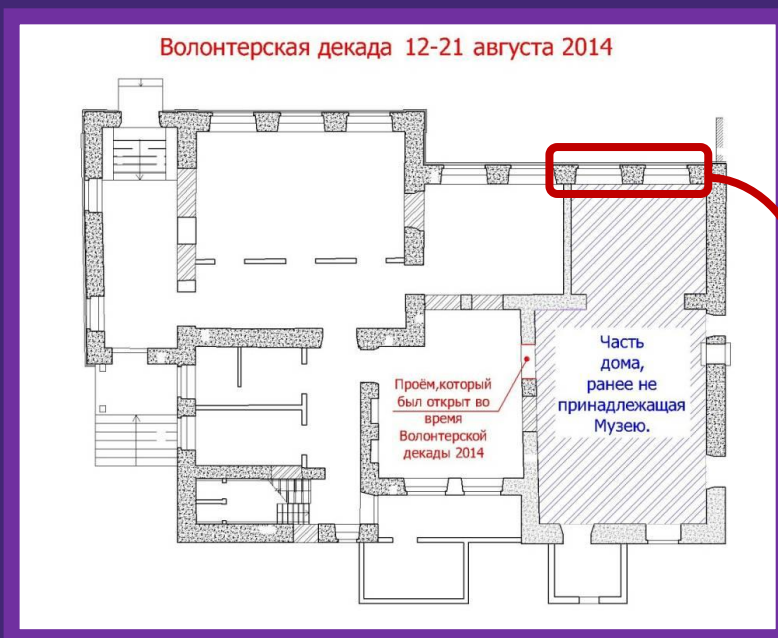 Волонтерская декада 12-21 августа 2014
Проём,который
был открыт во
время
Волонтерской
декады 2014
Часть
дома,
ранее не
принадлежащая
Музею.